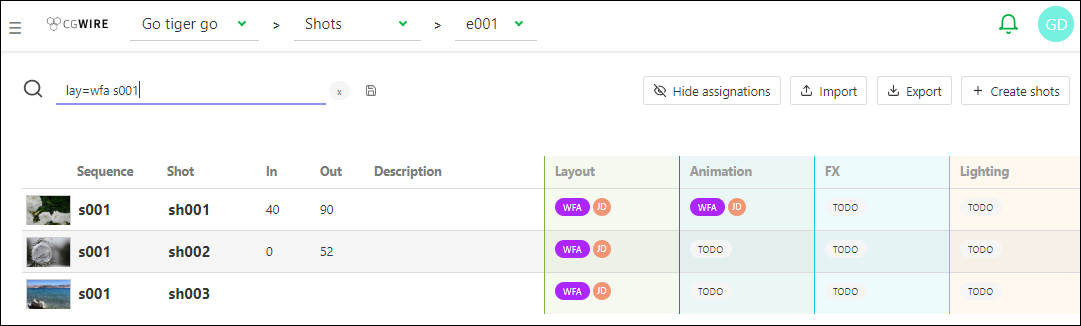 ☰ CGWIRE Go tiger go > Shots > e001 GD
lay=wfa s001 x Hide assignations Import Export + Create shots
Sequence Shot In Out Description Layout Animation FX Lighting
s001 sh001 40 90 WFA JD WFA JD TODO TODO
s001 sh002 0 52 WFA JD TODO TODO TODO
s001 sh003 WFA JD TODO TODO TODO